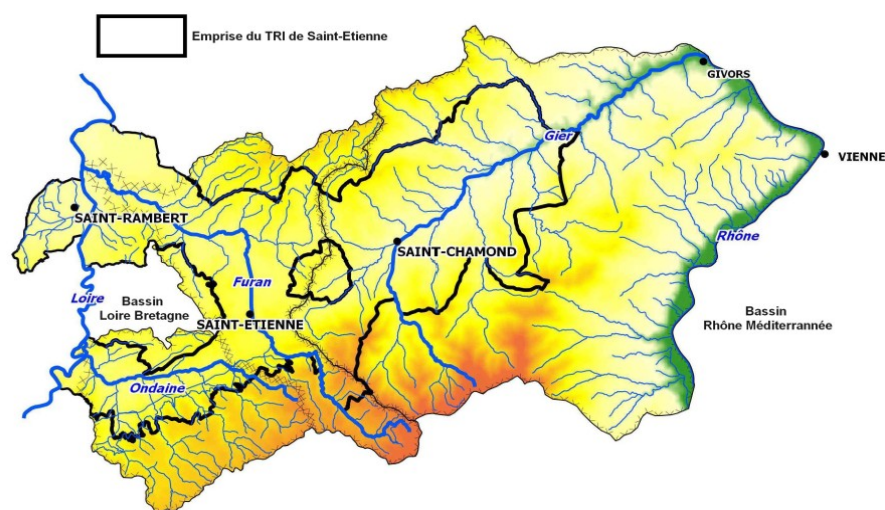 Emprise du TRI de Saint-Etienne
GIVORS
Gier
VIENNE
SAINT-RAMBERT
SAINT-CHAMOND
Rhône
Furan
Loire
Bassin
Loire Bretagne
SAINT-ETIENNE
Bassin
Rhône Méditerrannée
Ondaine